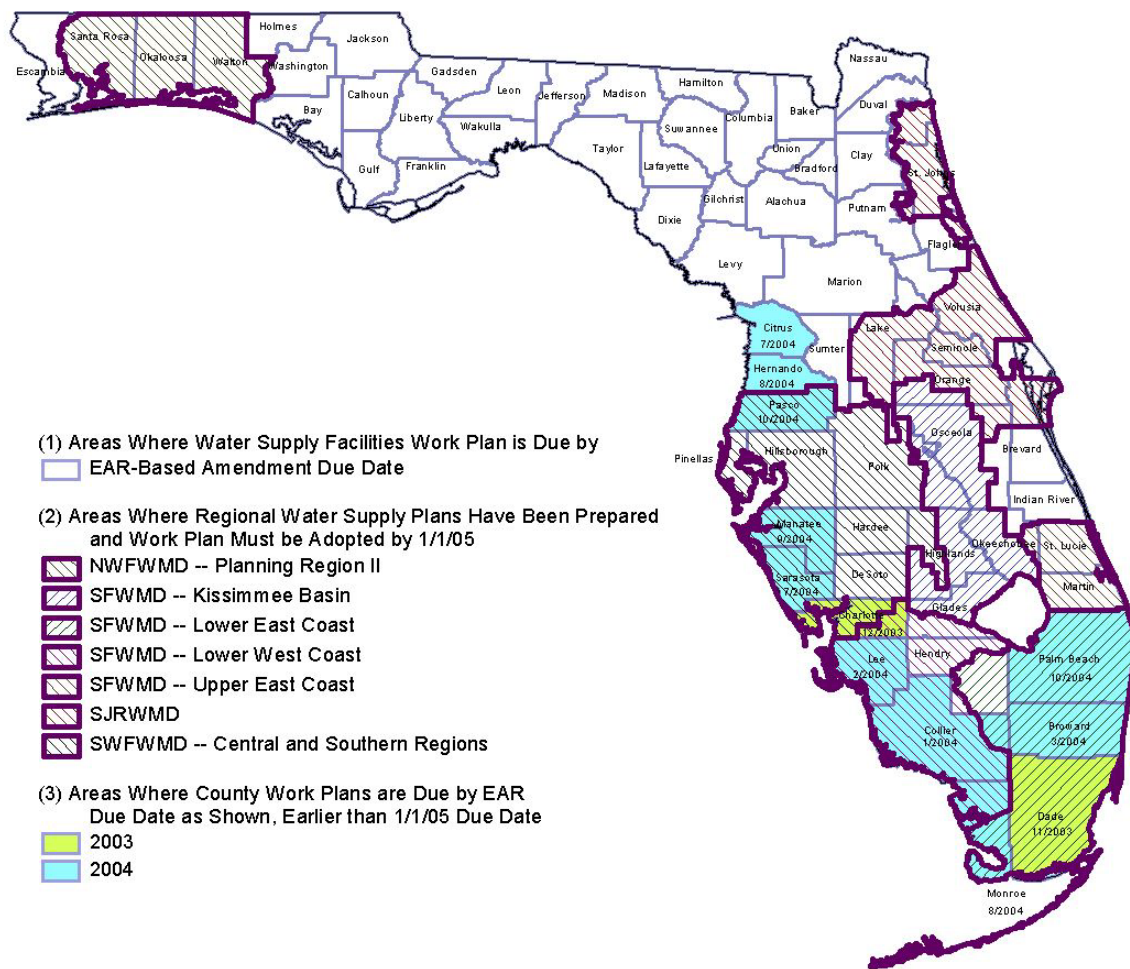 Holmes
Jackson
Santa Rosa
Okaloosa
Walton
Washington
Escambia
Bay
Calhoun
Gadsden
Leon
Liberty
Wakulla
Gulf
Franklin
Jefferson
Madison
Hamilton
Taylor
Suwannee
Columbia
Lafayette
Baker
Nassau
Duval
Union
Bradford
Clay
St. Johns
Gilchrist
Alachua
Putnam
Dixie
Flagler
Levy
Marion
Volusia
Citrus
7/2004
Sumter
Lake
Seminole
Hernando
8/2004
Orange
Pasco
10/2004
Osceola
Pinellas
Hillsborough
Polk
Brevard
Indian River
Manatee
9/2004
Hardee
Highlands
Okeechobee
St. Lucie
Sarasota
7/2004
DeSoto
Martin
Charlotte
12/2003
Glades
Lee
2/2004
Hendry
Palm Beach
10/2004
Collier
1/2004
Broward
3/2004
Dade
11/2003
Monroe
8/2004
(1) Areas Where Water Supply Facilities Work Plan is Due by
EAR-Based Amendment Due Date
(2) Areas Where Regional Water Supply Plans Have Been Prepared
and Work Plan Must be Adopted by 1/1/05
NWFWMD -- Planning Region II
SFWMD -- Kissimmee Basin
SFWMD -- Lower East Coast
SFWMD -- Lower West Coast
SFWMD -- Upper East Coast
SJRWMD
SWFWMD -- Central and Southern Regions
(3) Areas Where County Work Plans are Due by EAR
Due Date as Shown, Earlier than 1/1/05 Due Date
2003
2004